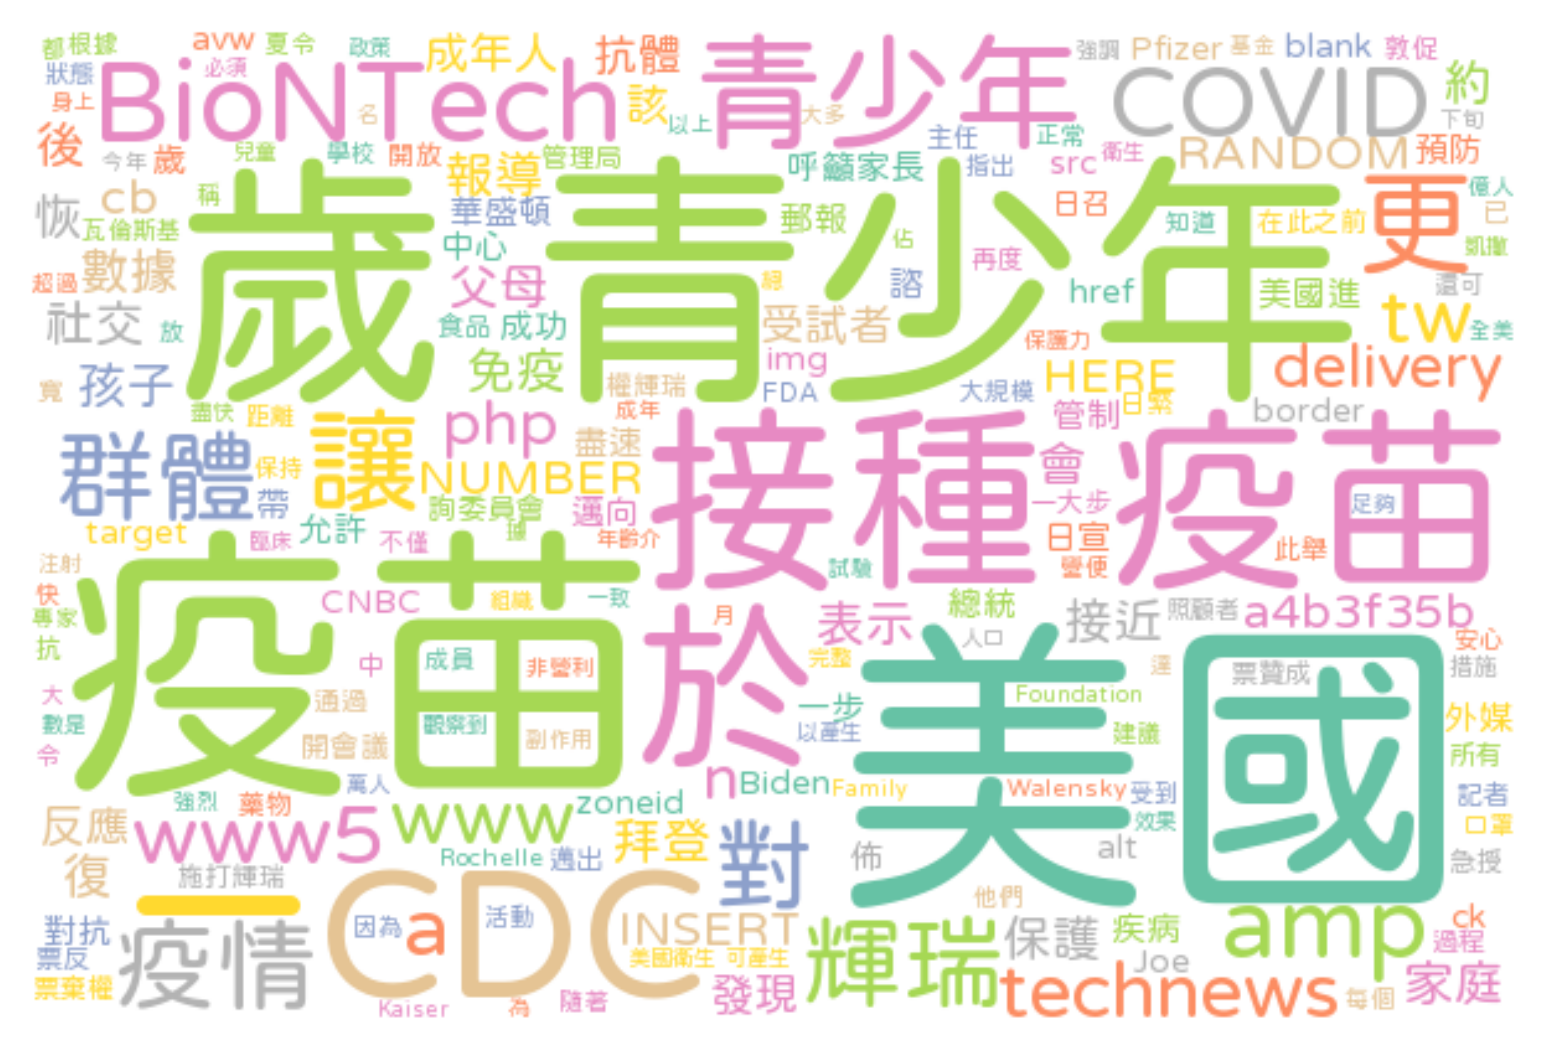 都 根據 avw 夏令 政策 成年人 抗體 青少年 強調 Pfizer 基金 blank 敦促
狀態 必須 BioNTech 該 COVID 約
身上 名 以上 大多 主任 正常 下旬
後 今年 歲 兒童 學校 開放 報導 管理局 呼籲家長 指出 src 衛生 RANDOM 預防
恢 cb 稱 華盛頓 郵報 日召 知道 在此之前 更 億人 已
瓦倫斯基 歲 中心 青少年 佔 再度 凱撒
超過 數據 父母 絕 諮 href 美國進 還可
社交 放 食品 成功 受試者 保護力 tw 全美
寬 孩子 免疫 權輝瑞 img FDA 大規模 HERE delivery
盡快 距離 php 成年 盡速 管制 日緊 border
群體 保持 讓 NUMBER 接種 會 疫苗
帶 詢委員會 邁向 一大步 足夠
target 臨床 允許 不僅 據 年齡介 日宣 此舉
注射 疫苗 試驗 鹽便
快 CNBC 組織 一致 於 月 表示 總統 接近 照顧者 a4b3f35b
專家 抗 中 成員 非營利 完整 美國 人口 達 票贊成 安心 措施
大 通過 一步 Foundation
數是 觀察到 副作用 以產生 建議 外媒
令 開會議 所有
萬人 n Biden Family Walensky 受到 記者
強烈 藥物 www zoneid 效果 口罩
反應 www5 Rochelle 邁出 拜登 對 佈 alt 急授
復 施打輝瑞 CDC 他們
一 因為 a 活動 INSERT 輝瑞 保護 疾病 amp ck
對抗 疫情 美國衛生 可產生 Joe 過程
票反 票棄權 發現 technews 每個 家庭
Kaiser 為 隨著